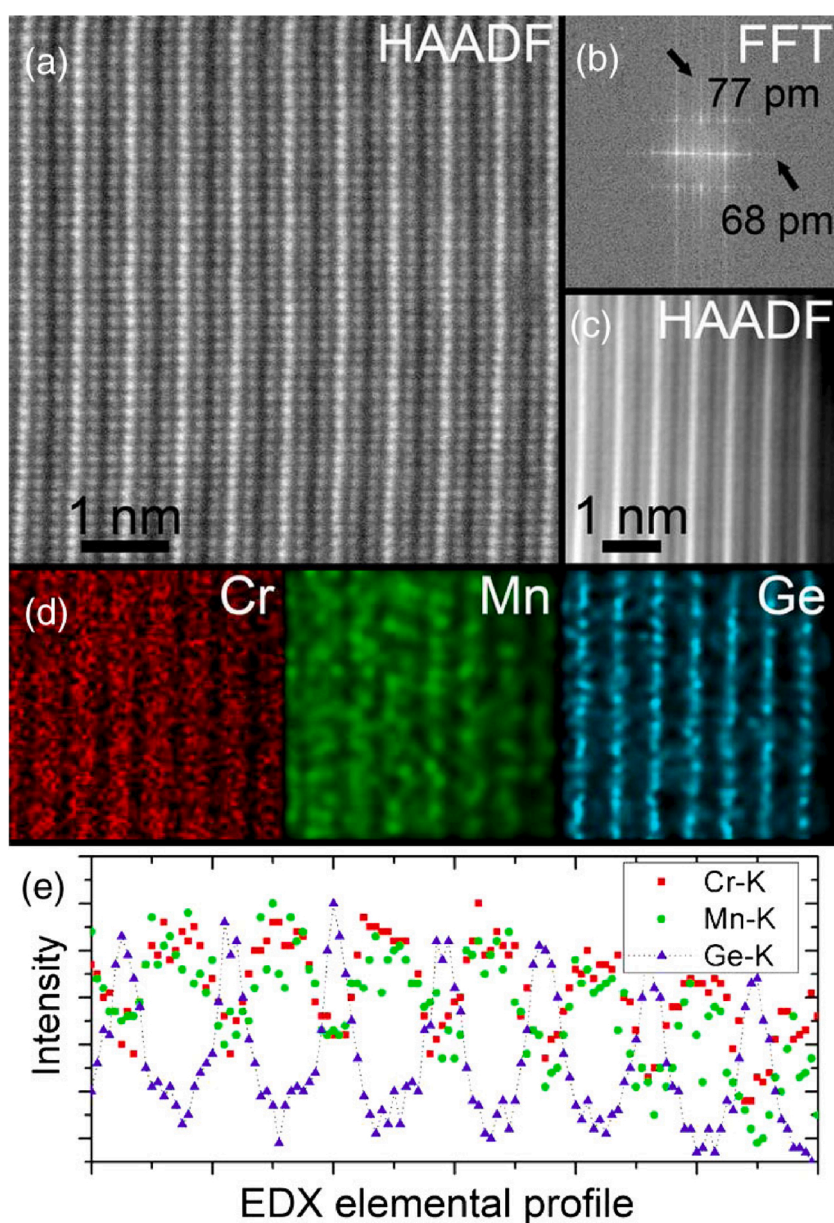 (a)
HAADF
1 nm
(b)
FFT
77 pm
68 pm
(c)
HAADF
1 nm
(d)
Cr
Mn
Ge
(e)
Cr-K
Mn-K
Ge-K
Intensity
EDX elemental profile